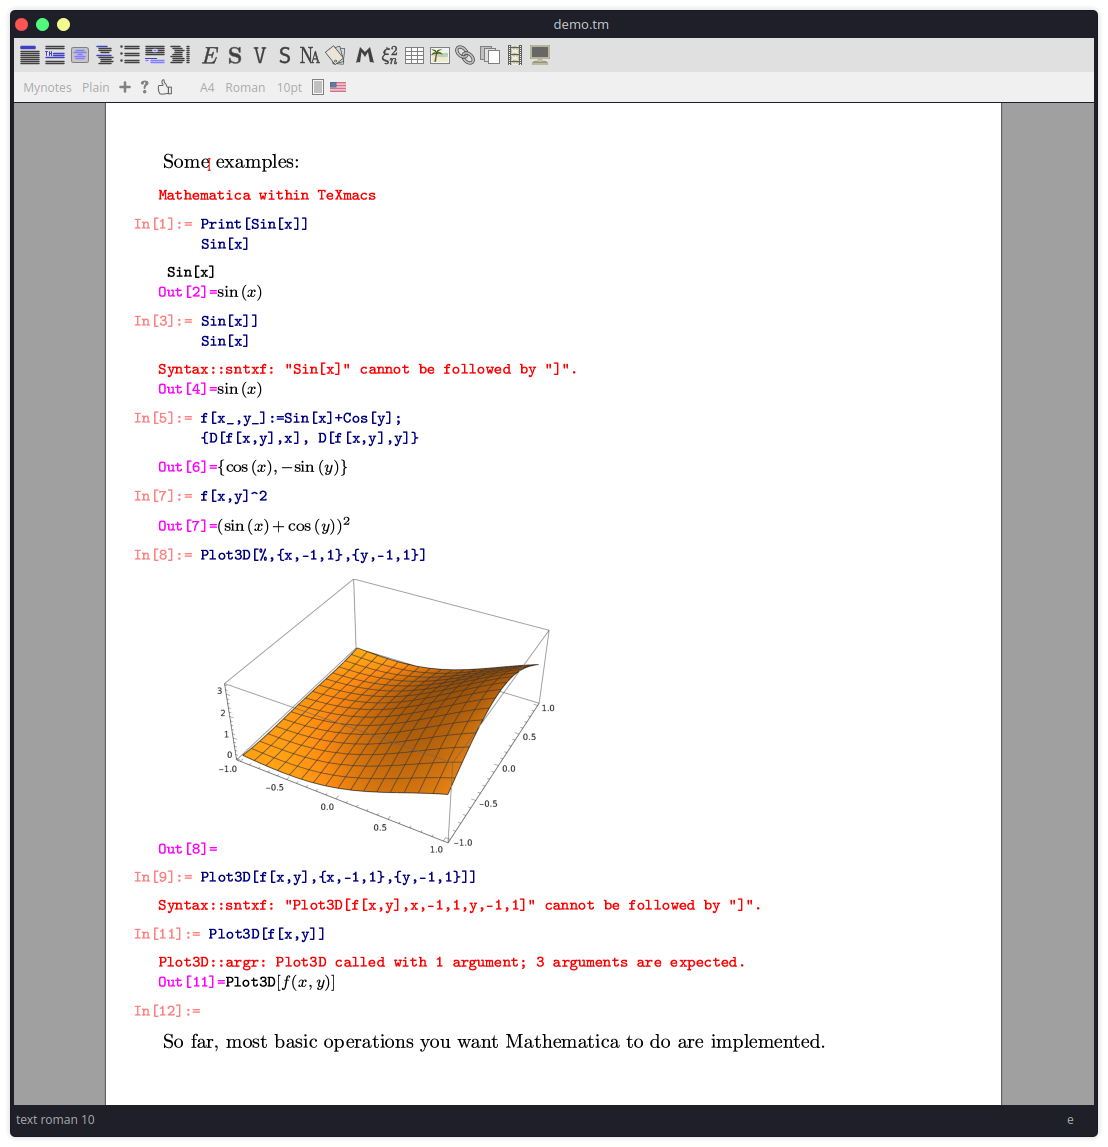 demo.tm
E S V S NA M ξ²n
Mynotes Plain + ? A4 Roman 10pt
Some examples:
Mathematica within TeXmacs
In[1]:= Print[Sin[x]]
Sin[x]
Sin[x]
Out[2]=sin (x)
In[3]:= Sin[x]]
Sin[x]
Syntax::sntxf: "Sin[x]" cannot be followed by "]".
Out[4]=sin (x)
In[5]:= f[x_,y_]:=Sin[x]+Cos[y];
{D[f[x,y],x], D[f[x,y],y]}
Out[6]={cos (x), −sin (y)}
In[7]:= f[x,y]^2
Out[7]=(sin (x) + cos (y))²
In[8]:= Plot3D[%,{x,-1,1},{y,-1,1}]
3
2
1
0
−1.0
−0.5
0.0
0.5
1.0
−1.0
−0.5
0.0
0.5
1.0
Out[8]=
In[9]:= Plot3D[f[x,y],{x,-1,1},{y,-1,1}]]
Syntax::sntxf: "Plot3D[f[x,y],x,-1,1,y,-1,1]" cannot be followed by "]".
In[11]:= Plot3D[f[x,y]]
Plot3D::argr: Plot3D called with 1 argument; 3 arguments are expected.
Out[11]=Plot3D[f(x, y)]
In[12]:=
So far, most basic operations you want Mathematica to do are implemented.
text roman 10 e